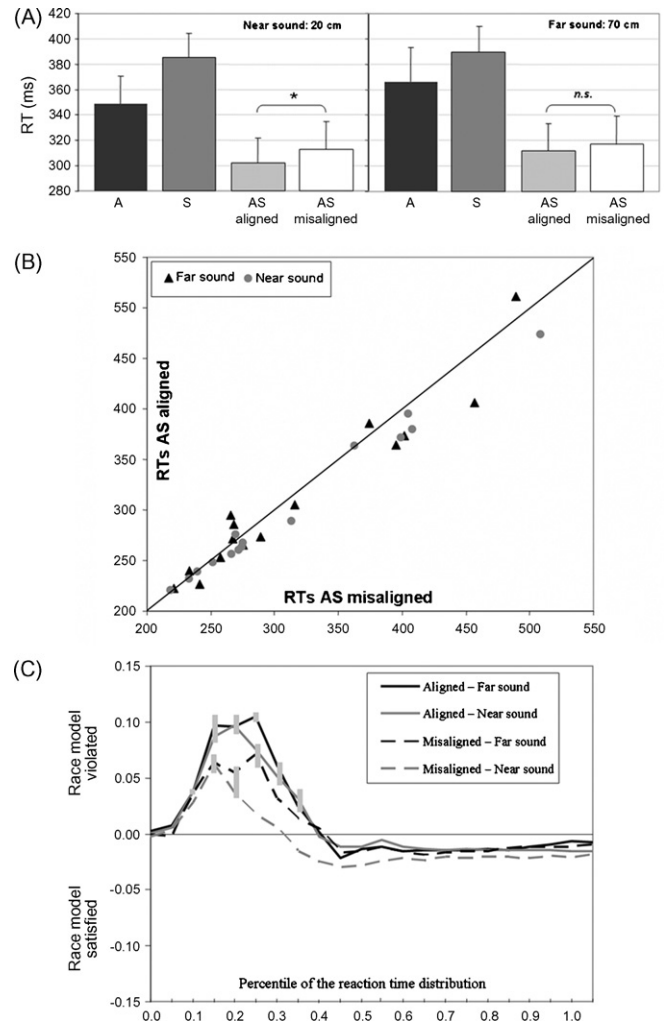 (A)
420
400
380
360
340
320
300
280
RT (ms)
Near sound: 20 cm
Far sound: 70 cm
*
n.s.
A S AS AS A S AS AS
aligned misaligned aligned misaligned
(B)
550
550
450
400
350
300
250
200
RTs AS aligned
Far sound Near sound
RTs AS misaligned
200 250 300 350 400 450 500 550
(C)
0.15
0.10
0.05
0.00
-0.05
-0.10
-0.15
Race model
violated
Race model
satisfied
Aligned – Far sound
Aligned – Near sound
Misaligned – Far sound
Misaligned – Near sound
Percentile of the reaction time distribution
0.0 0.1 0.2 0.3 0.4 0.5 0.6 0.7 0.8 0.9 1.0